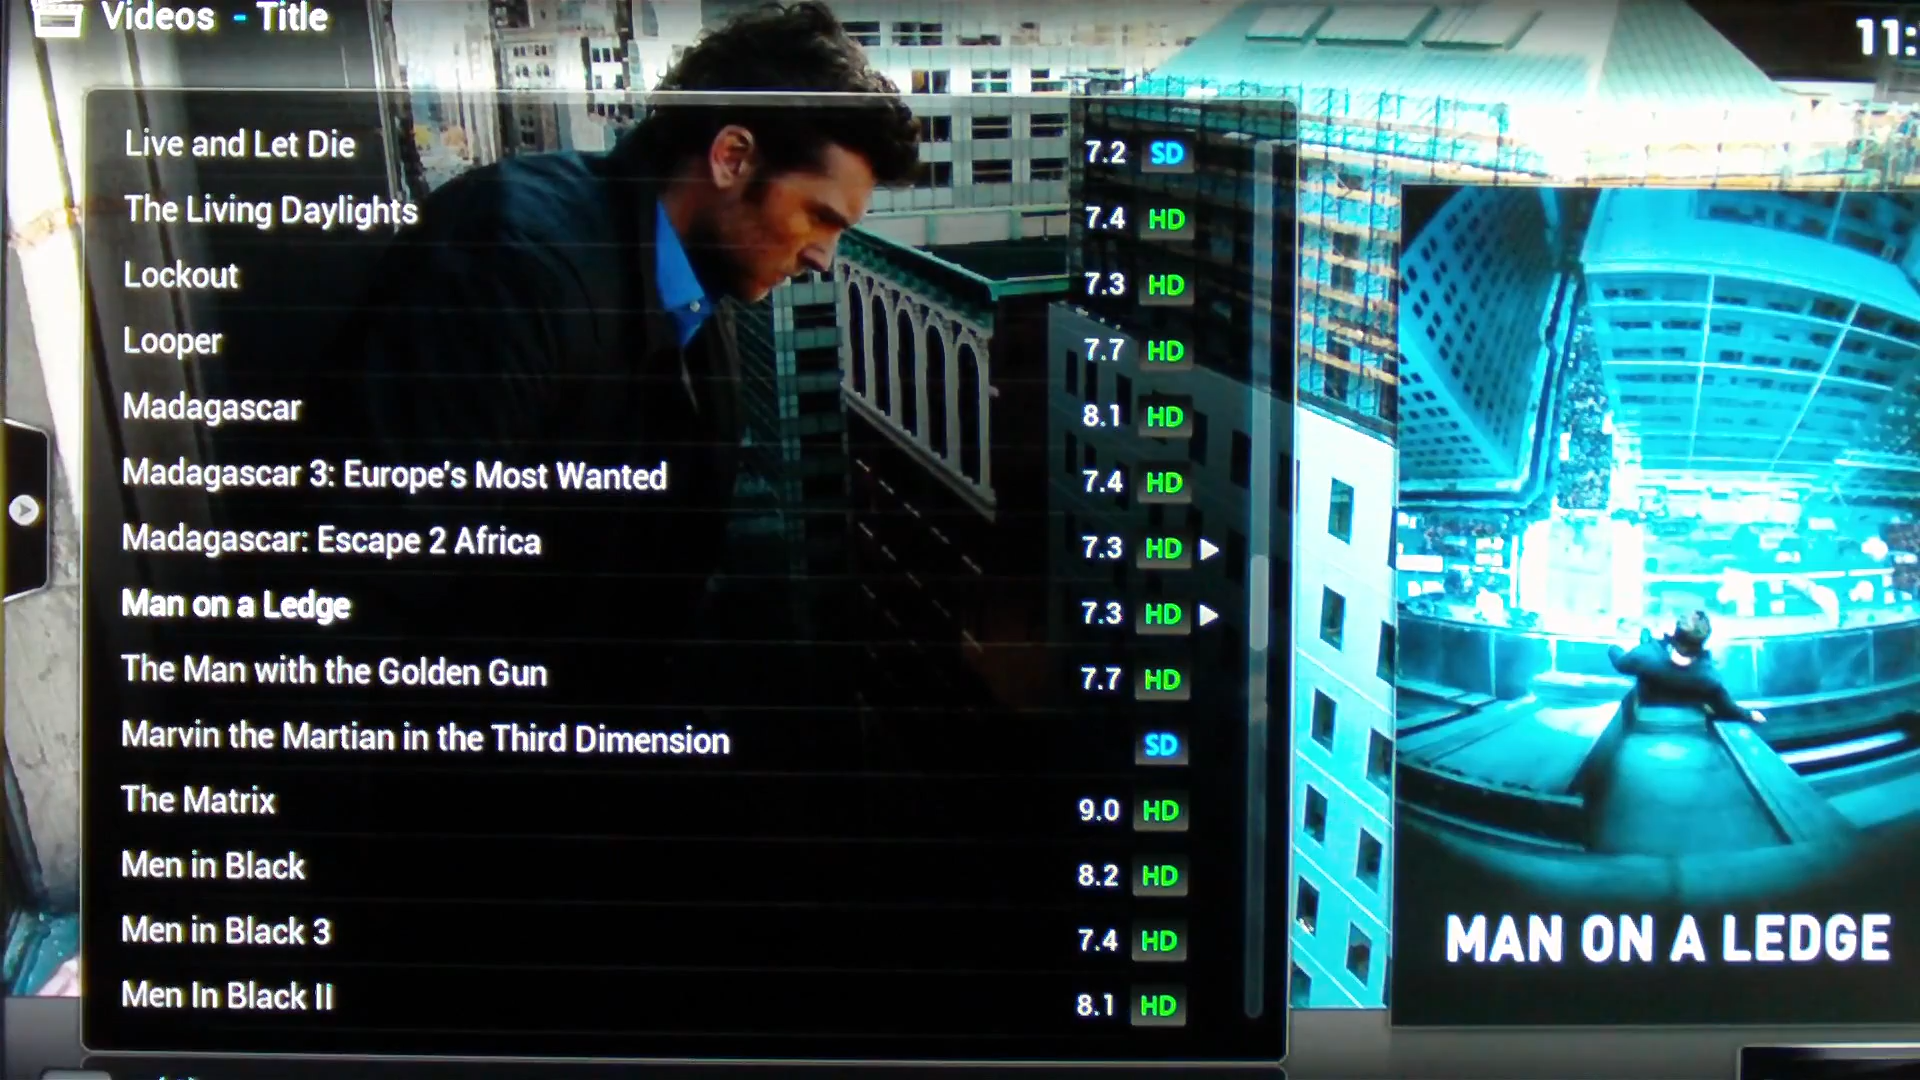 Videos - Title
11:
Live and Let Die 7.2 SD
The Living Daylights 7.4 HD
Lockout 7.3 HD
Looper 7.7 HD
Madagascar 8.1 HD
Madagascar 3: Europe's Most Wanted 7.4 HD
Madagascar: Escape 2 Africa 7.3 HD
Man on a Ledge 7.3 HD
The Man with the Golden Gun 7.7 HD
Marvin the Martian in the Third Dimension SD
The Matrix 9.0 HD
Men in Black 8.2 HD
Men in Black 3 7.4 HD
Men In Black II 8.1 HD
MAN ON A LEDGE